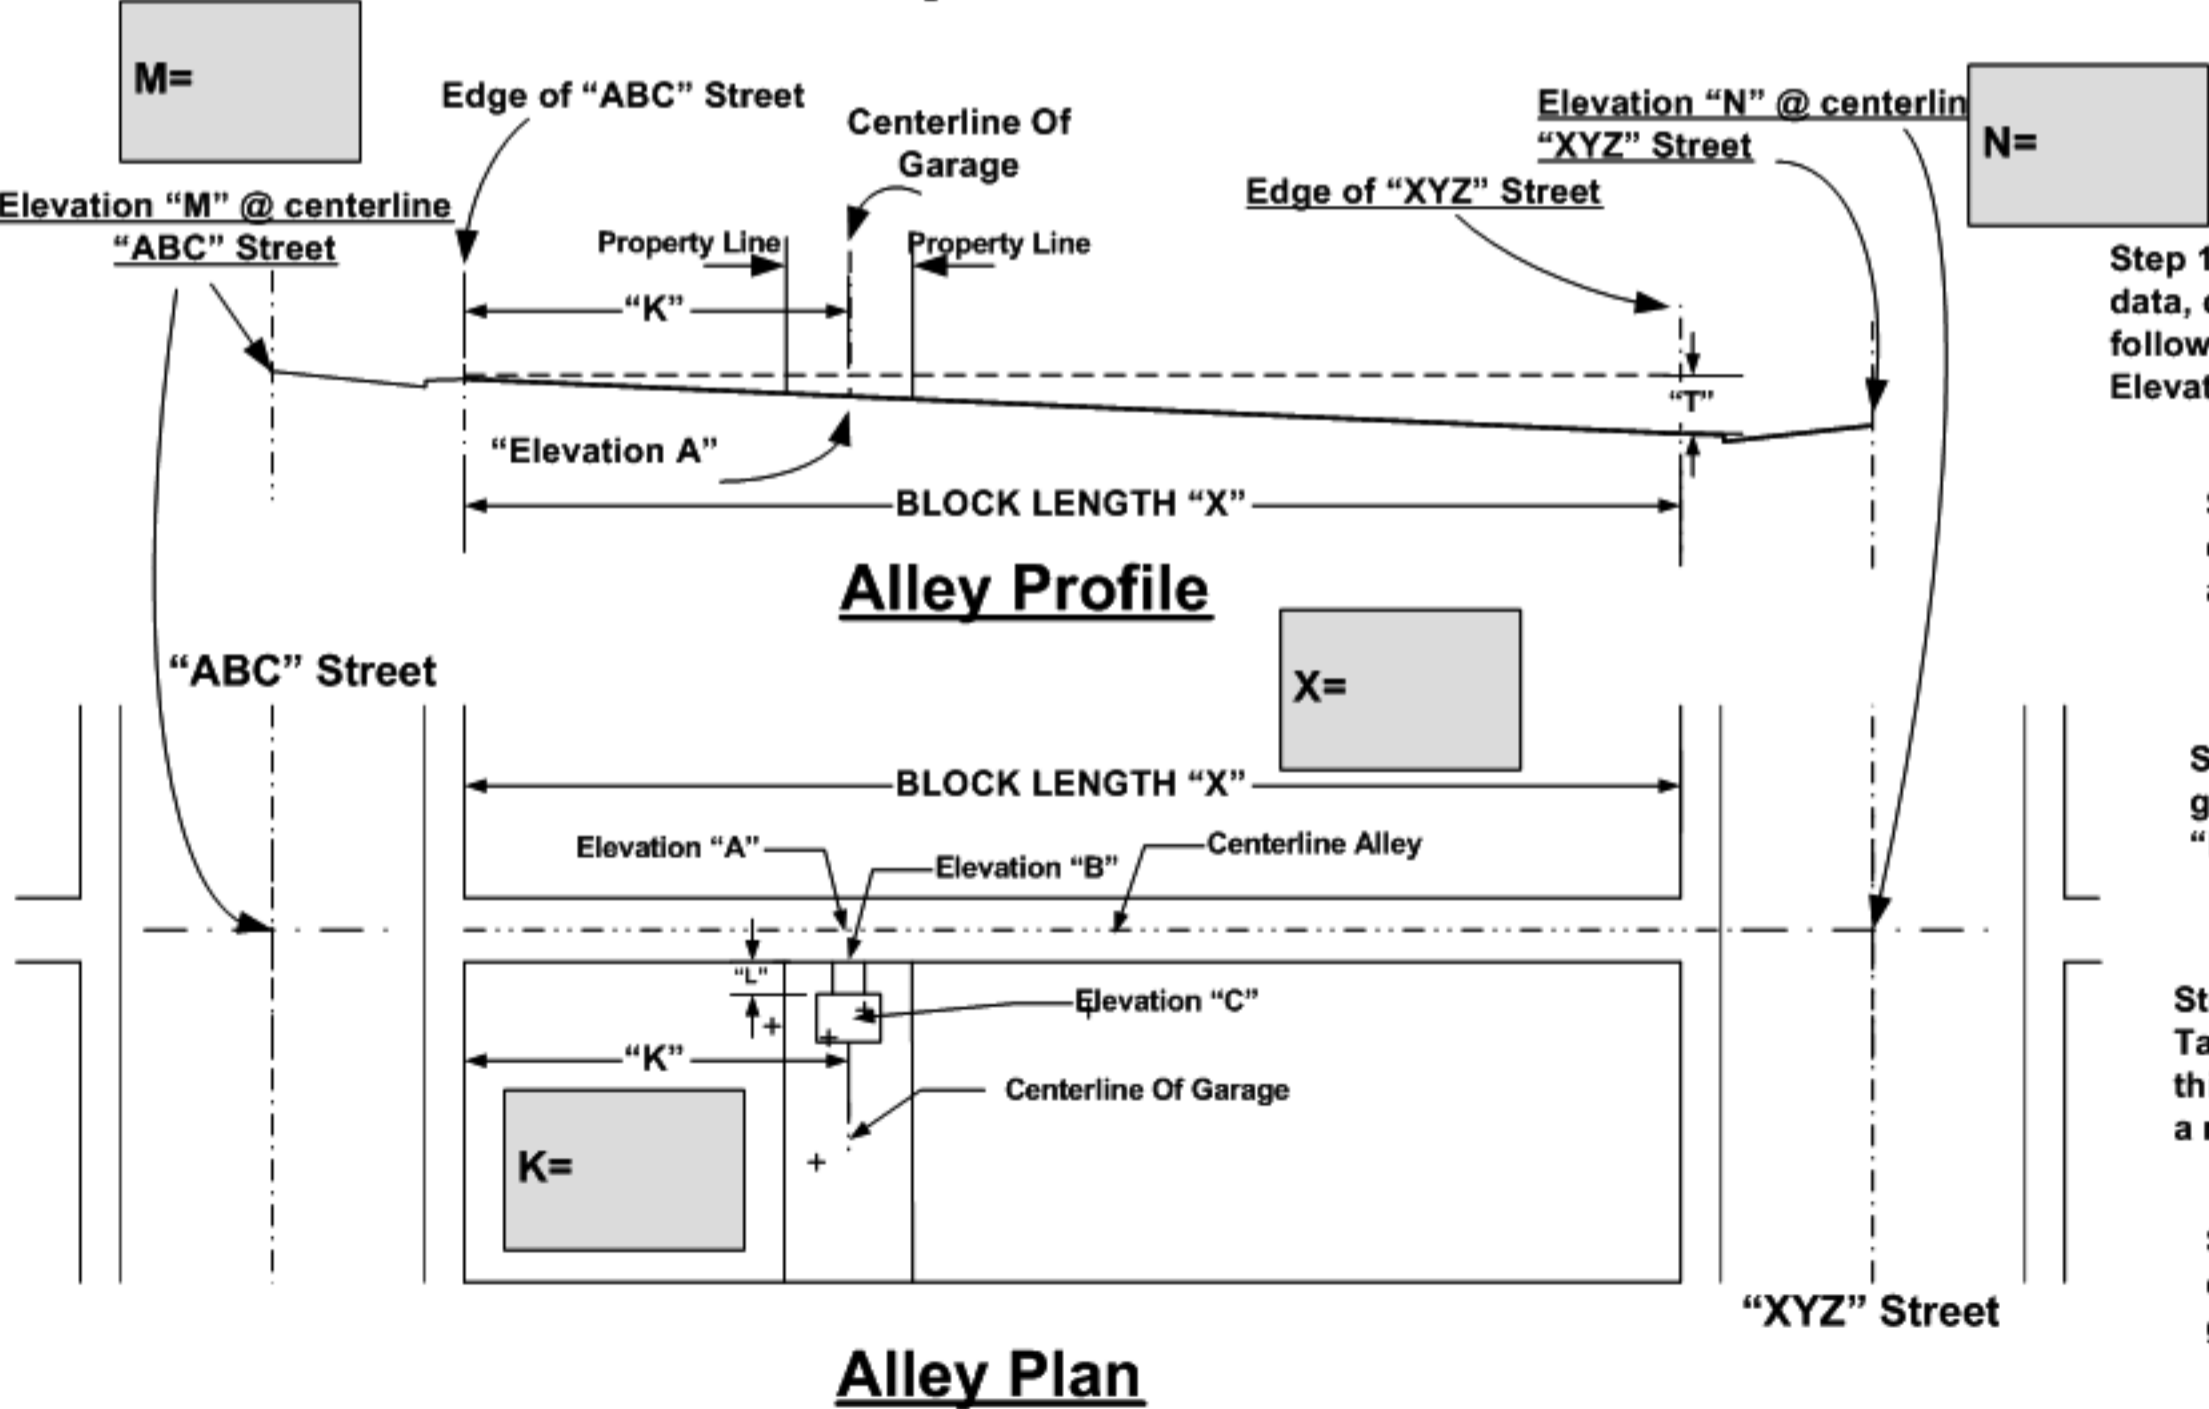 M=
Edge of “ABC” Street
Centerline Of
Garage
Elevation “N” @ centerlin
“XYZ” Street
N=
Edge of “XYZ” Street
Elevation “M” @ centerline
“ABC” Street
Property Line
Property Line
“K”
“T”
“Elevation A”
BLOCK LENGTH “X”
Step 1
data,
follow
Elevat
Alley Profile
“ABC” Street
X=
BLOCK LENGTH “X”
Elevation “A”
Elevation “B”
Centerline Alley
“L”
Elevation “C”
“K”
Centerline Of Garage
K=
St
Ta
th
a
“XYZ” Street
Alley Plan